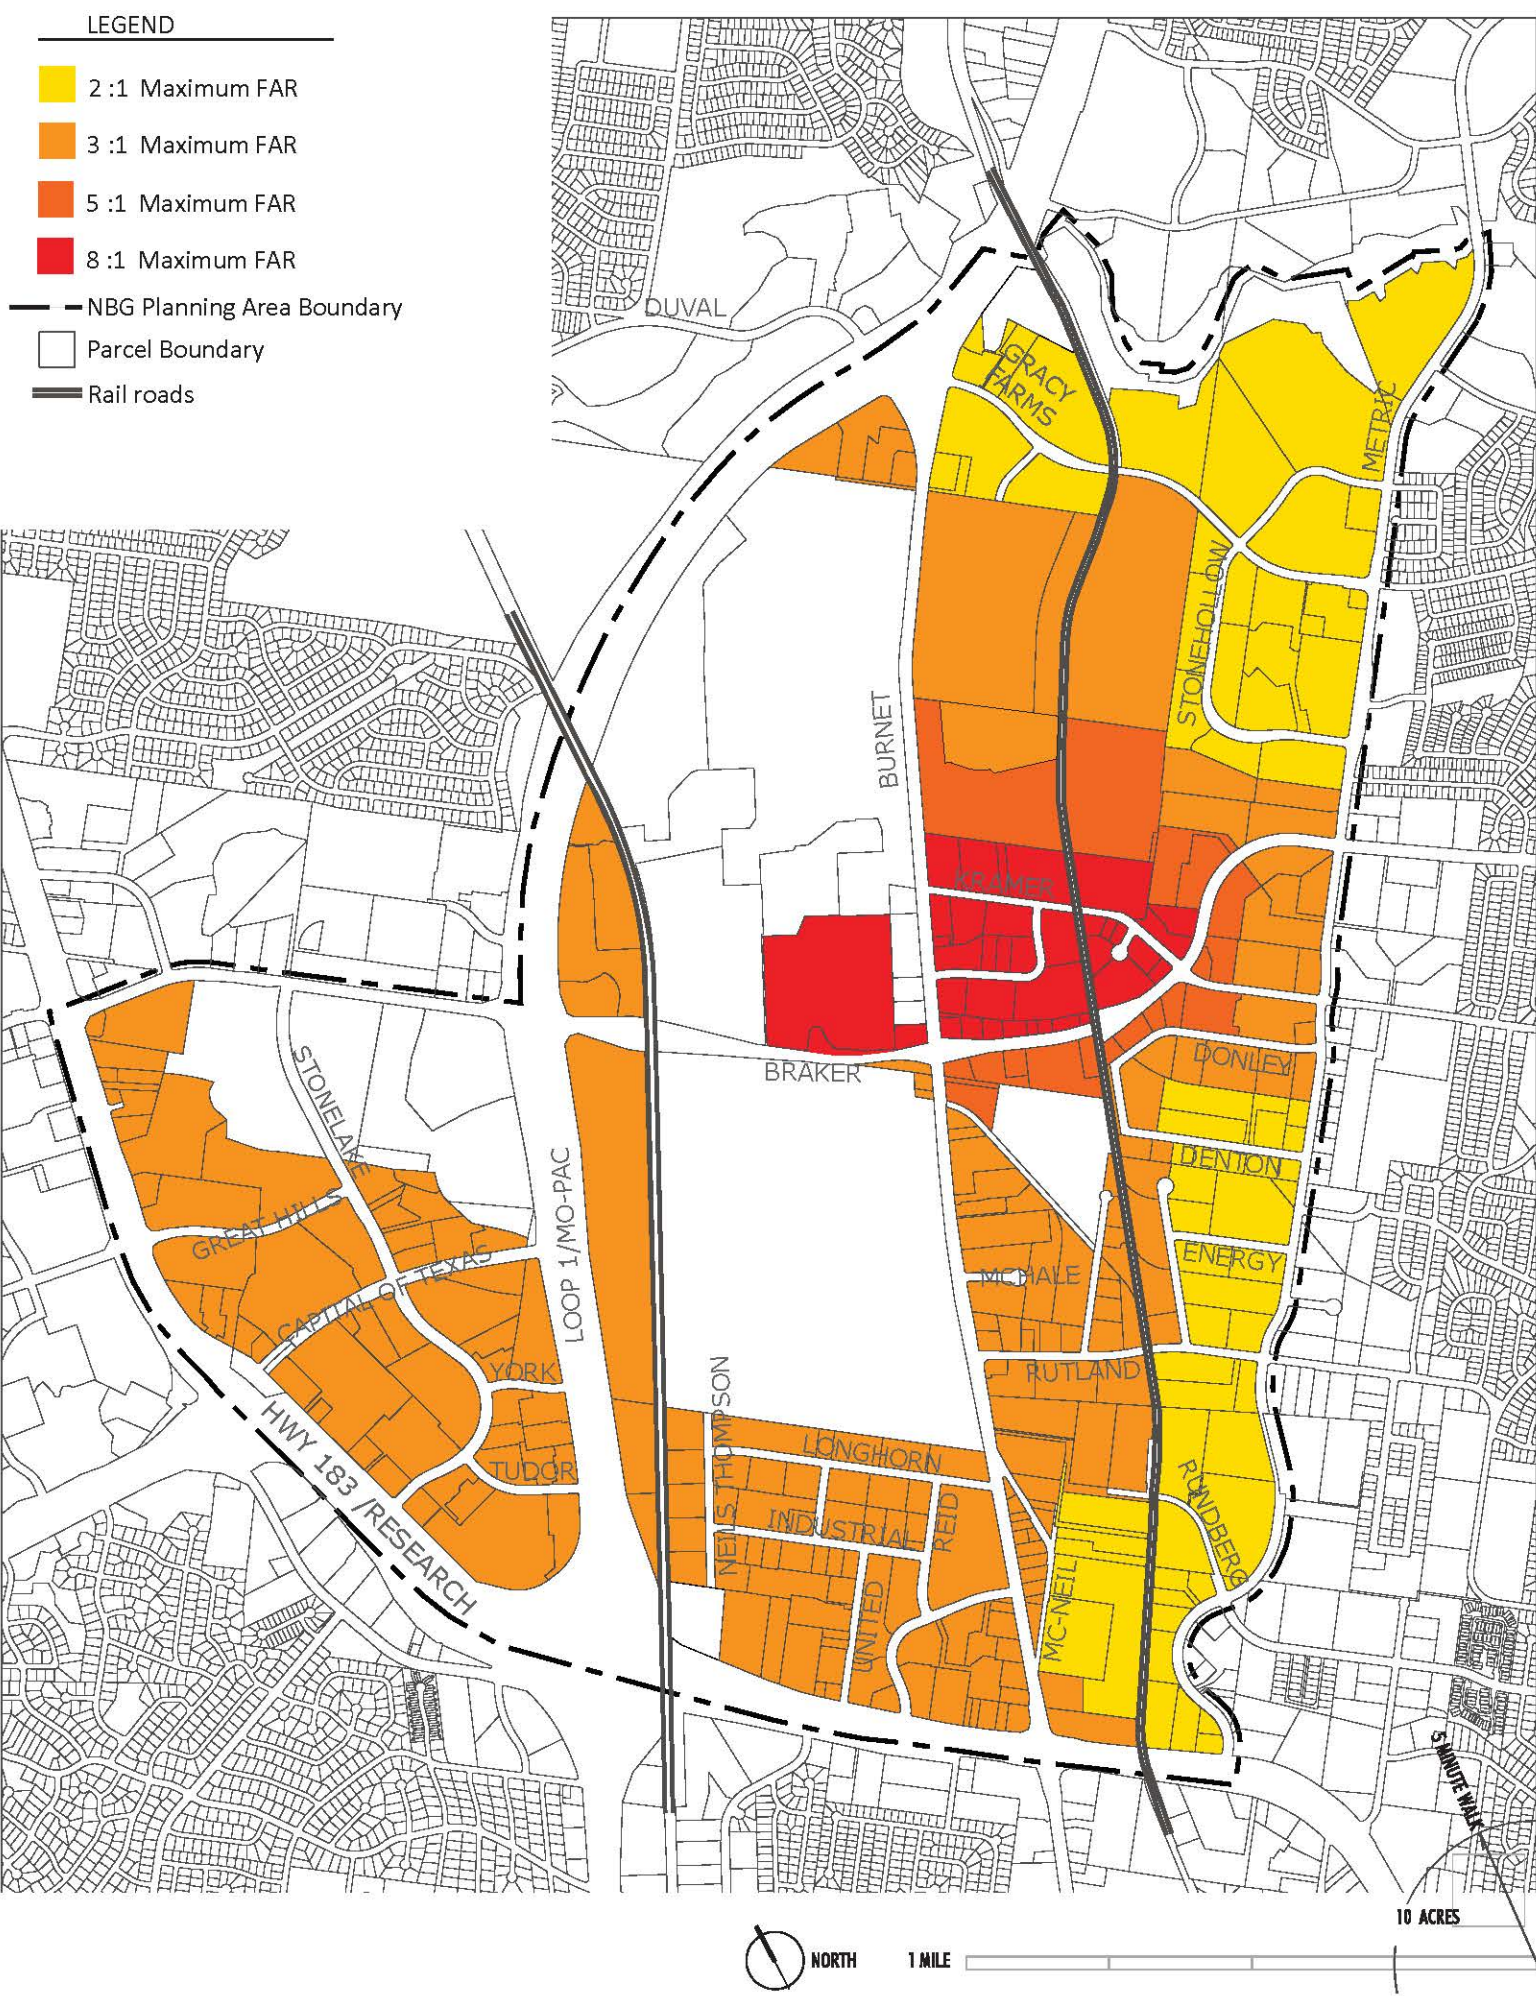 LEGEND
2 :1 Maximum FAR
3 :1 Maximum FAR
5 :1 Maximum FAR
8 :1 Maximum FAR
NBG Planning Area Boundary
Parcel Boundary
Rail roads
DUVAL
GRACY
FARMS
METRIC
STONEHOLLOW
BURNET
KRAMER
BRAKER
DONLEY
STONELAKE
DENTON
GREAT HILLS
ENERGY
CAPTIAL OF TEXAS
LOOP 1/MO-PAC
MCHALE
YORK
RUTLAND
HWY 183 /RESEARCH
TUDOR
NEILS THOMPSON
LONGHORN
INDUSTRIAL
REID
RUNDBERG
UNITED
MC-NEIL
5 MINUTE WALK
10 ACRES
NORTH
1 MILE